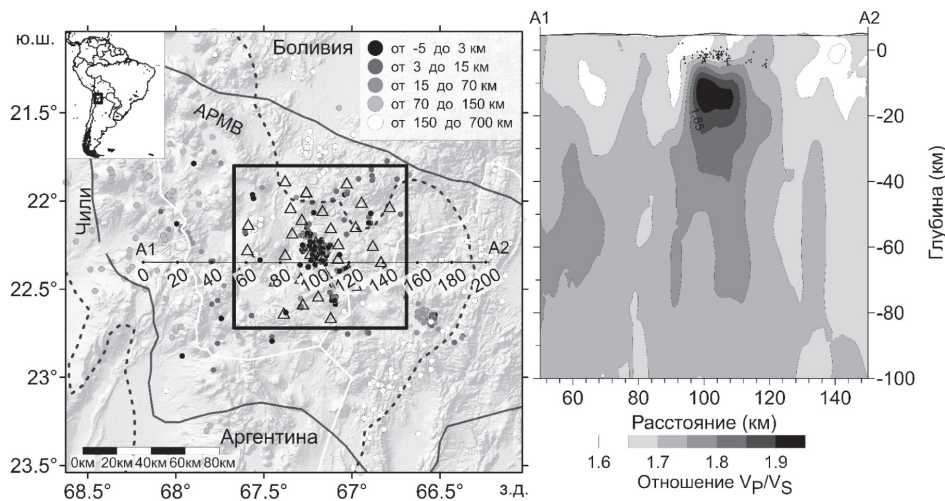 ю.ш.
21.5°
22°
22.5°
23°
23.5°
68.5°
68°
67.5°
67°
66.5°
з.д.
Боливия
от -5 до 3 км
от 3 до 15 км
от 15 до 70 км
от 70 до 150 км
от 150 до 700 км
АРМВ
Чили
A1
A2
0 20 40 60 80 100 120 140 160 180 200
Аргентина
0км 20км 40км 60км 80км
A1
A2
0
-20
-40
-60
-80
-100
Глубина (км)
1.85
60 80 100 120 140
Расстояние (км)
1.6 1.7 1.8 1.9
Отношение VP/VS